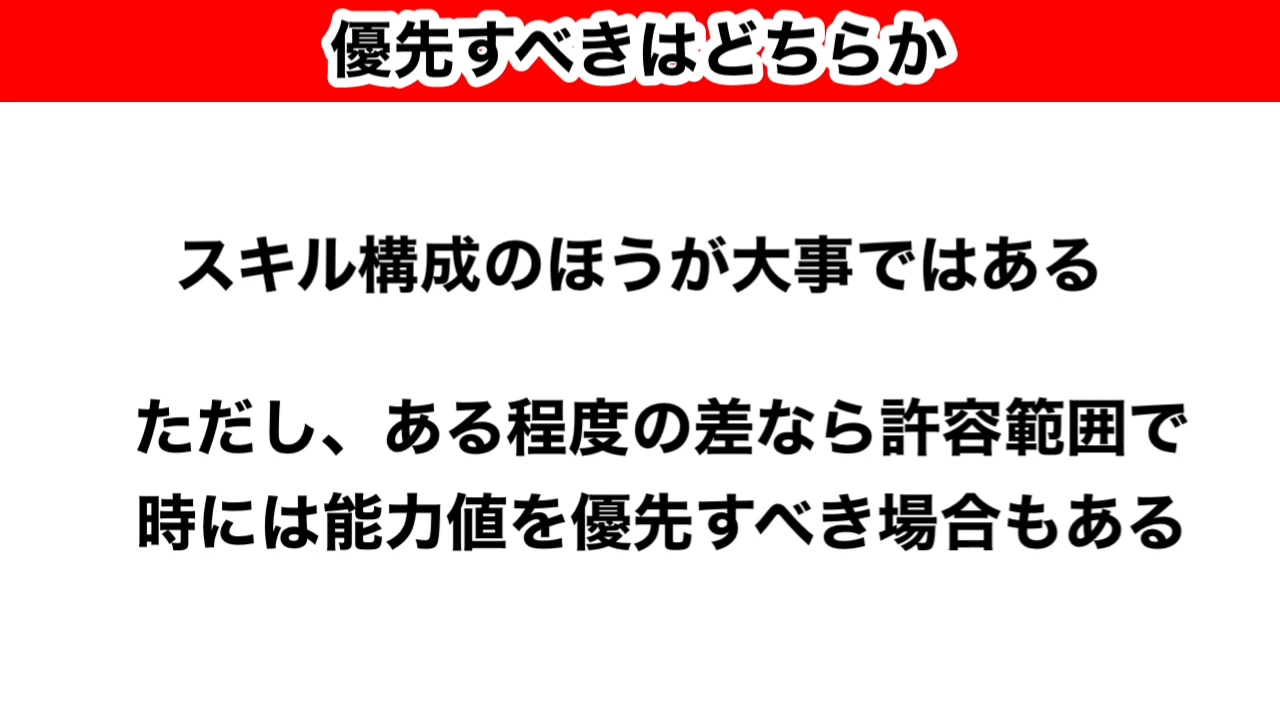 優先すべきはどちらか
スキル構成のほうが大事ではある
ただし、ある程度の差なら許容範囲で
時には能力値を優先すべき場合もある